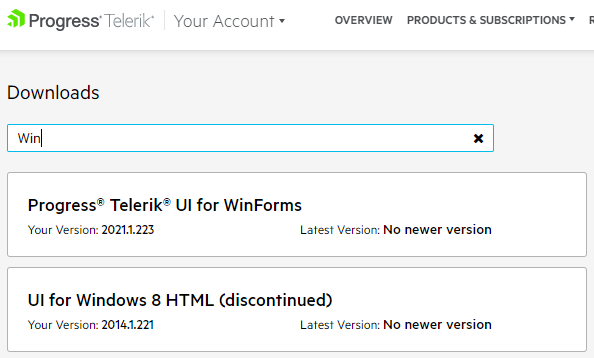 Progress® Telerik® Your Account OVERVIEW PRODUCTS & SUBSCRIPTIONS R
Downloads
Win
Progress® Telerik® UI for WinForms
Your Version: 2021.1.223 Latest Version: No newer version
UI for Windows 8 HTML (discontinued)
Your Version: 2014.1.221 Latest Version: No newer version